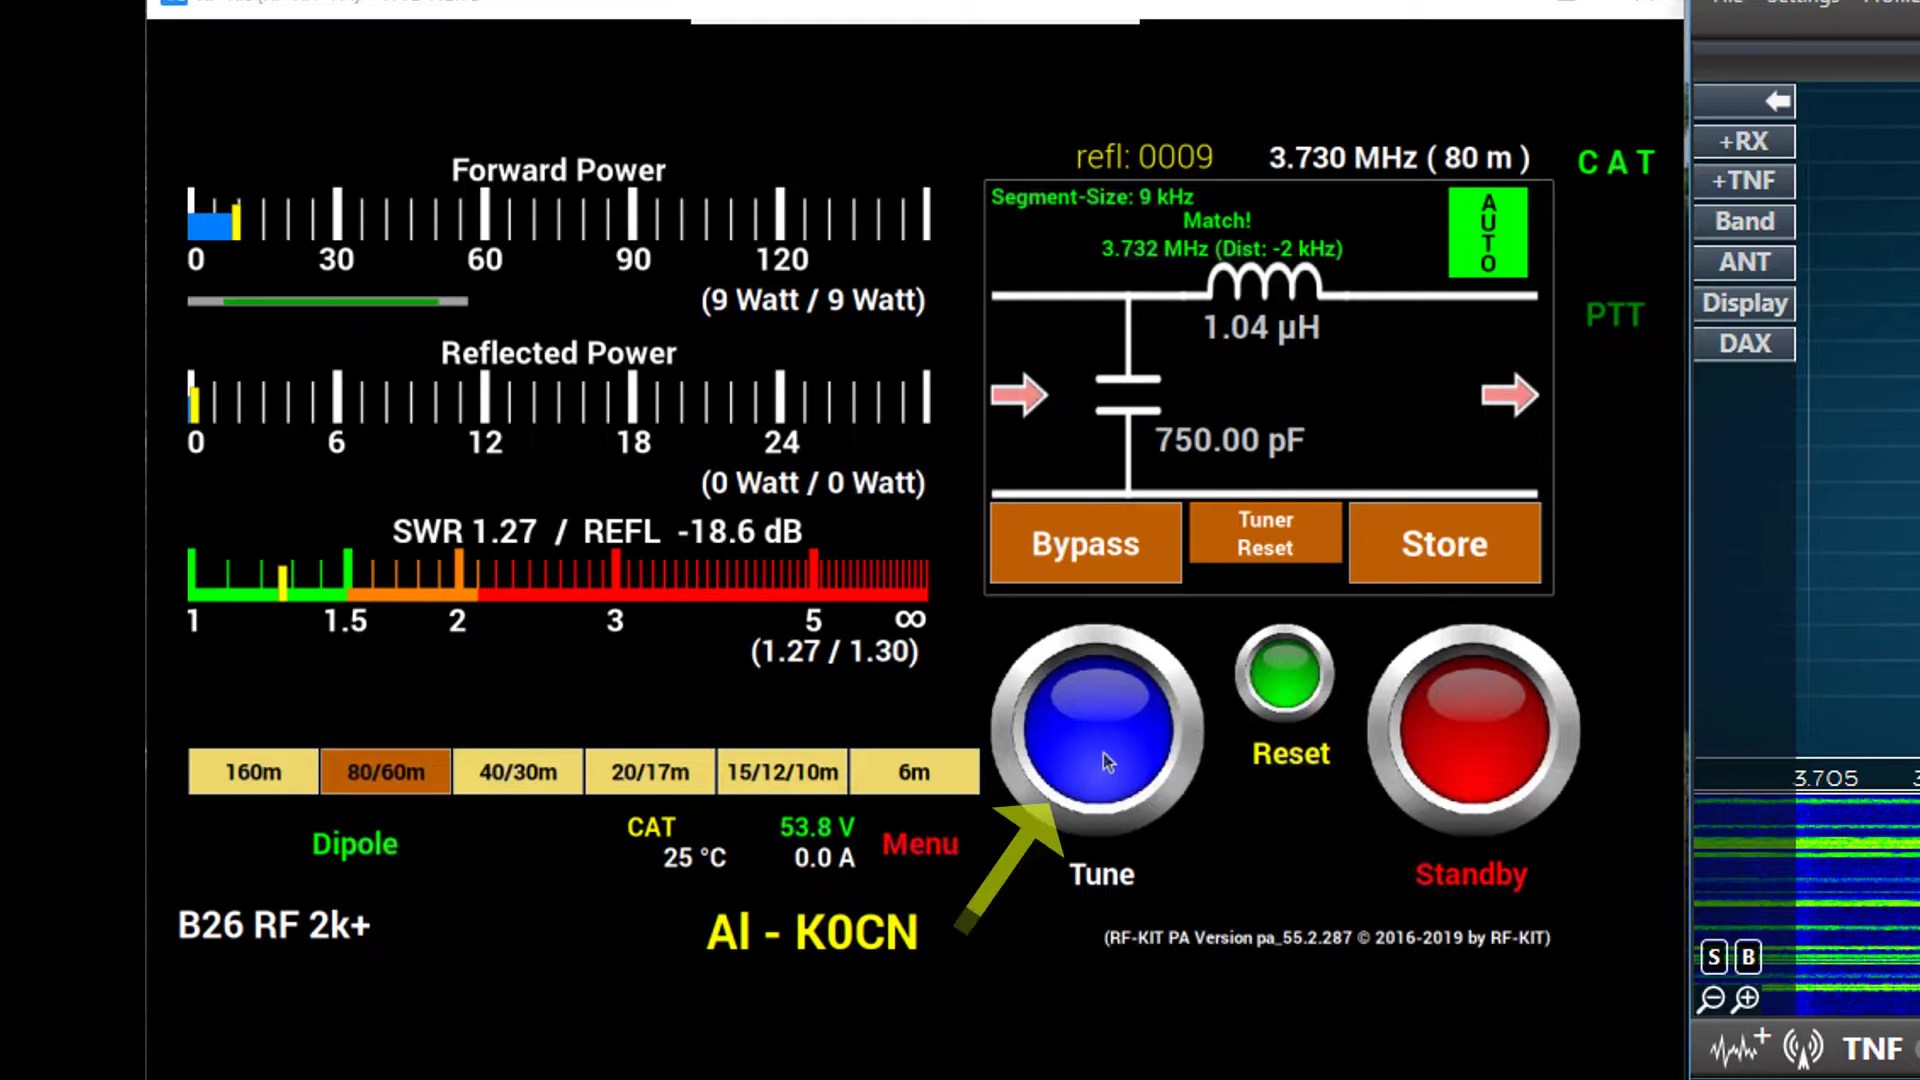 Forward Power
0 30 60 90 120
(9 Watt / 9 Watt)
Reflected Power
0 6 12 18 24
(0 Watt / 0 Watt)
SWR 1.27 / REFL -18.6 dB
1 1.5 2 3 5 ∞
(1.27 / 1.30)
160m 80/60m 40/30m 20/17m 15/12/10m 6m
Dipole
CAT 53.8 V
25 °C 0.0 A
Menu
B26 RF 2k+
Al - K0CN
refl: 0009 3.730 MHz ( 80 m )
CAT
Segment-Size: 9 kHz
Match!
3.732 MHz (Dist: -2 kHz)
AUTO
1.04 µH
PTT
750.00 pF
Bypass
Tuner
Reset
Store
Reset
Tune
Standby
(RF-KIT PA Version pa_55.2.287 © 2016-2019 by RF-KIT)
+RX
+TNF
Band
ANT
Display
DAX
3.705
S B
TNF